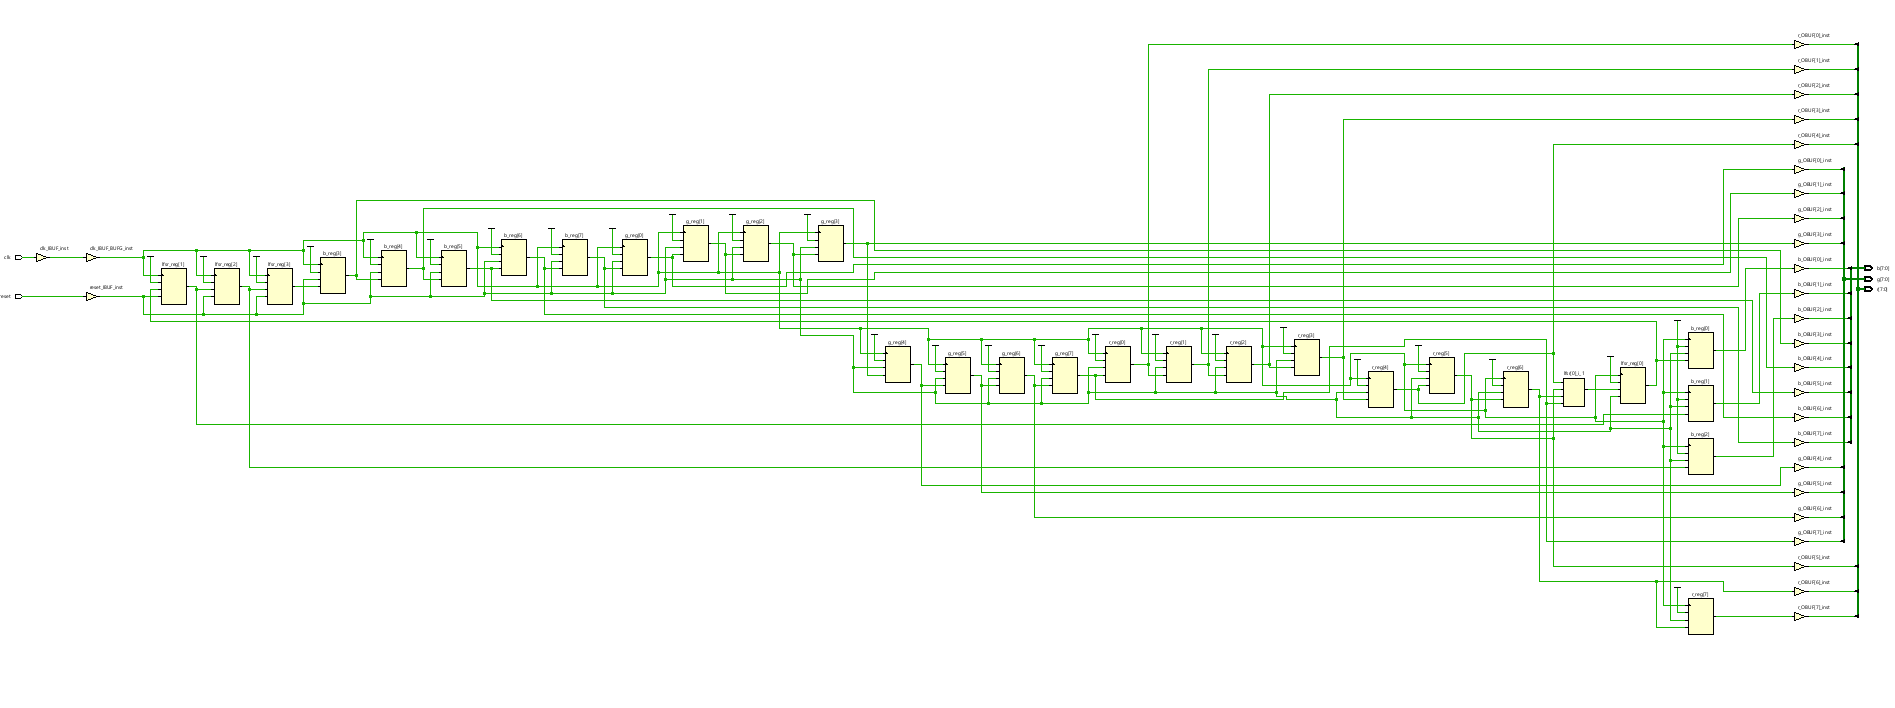 clk
clk_IBUF_inst
clk_IBUF_BUFG_inst
reset
reset_IBUF_inst
lfsr_reg[1]
lfsr_reg[2]
lfsr_reg[3]
b_reg[3]
b_reg[4]
b_reg[5]
b_reg[6]
b_reg[7]
g_reg[0]
g_reg[1]
g_reg[2]
g_reg[3]
g_reg[4]
g_reg[5]
g_reg[6]
g_reg[7]
r_reg[0]
r_reg[1]
r_reg[2]
r_reg[3]
r_reg[4]
r_reg[5]
r_reg[6]
lfsr[0]_i_1
lfsr_reg[0]
b_reg[0]
b_reg[1]
b_reg[2]
r_reg[7]
r_OBUF[0]_inst
r_OBUF[1]_inst
r_OBUF[2]_inst
r_OBUF[3]_inst
r_OBUF[4]_inst
g_OBUF[0]_inst
g_OBUF[1]_inst
g_OBUF[2]_inst
g_OBUF[3]_inst
b_OBUF[0]_inst
b_OBUF[1]_inst
b_OBUF[2]_inst
b_OBUF[3]_inst
b_OBUF[4]_inst
b_OBUF[5]_inst
b_OBUF[6]_inst
b_OBUF[7]_inst
g_OBUF[4]_inst
g_OBUF[5]_inst
g_OBUF[6]_inst
g_OBUF[7]_inst
r_OBUF[5]_inst
r_OBUF[6]_inst
r_OBUF[7]_inst
b[7:0]
g[7:0]
r[7:0]